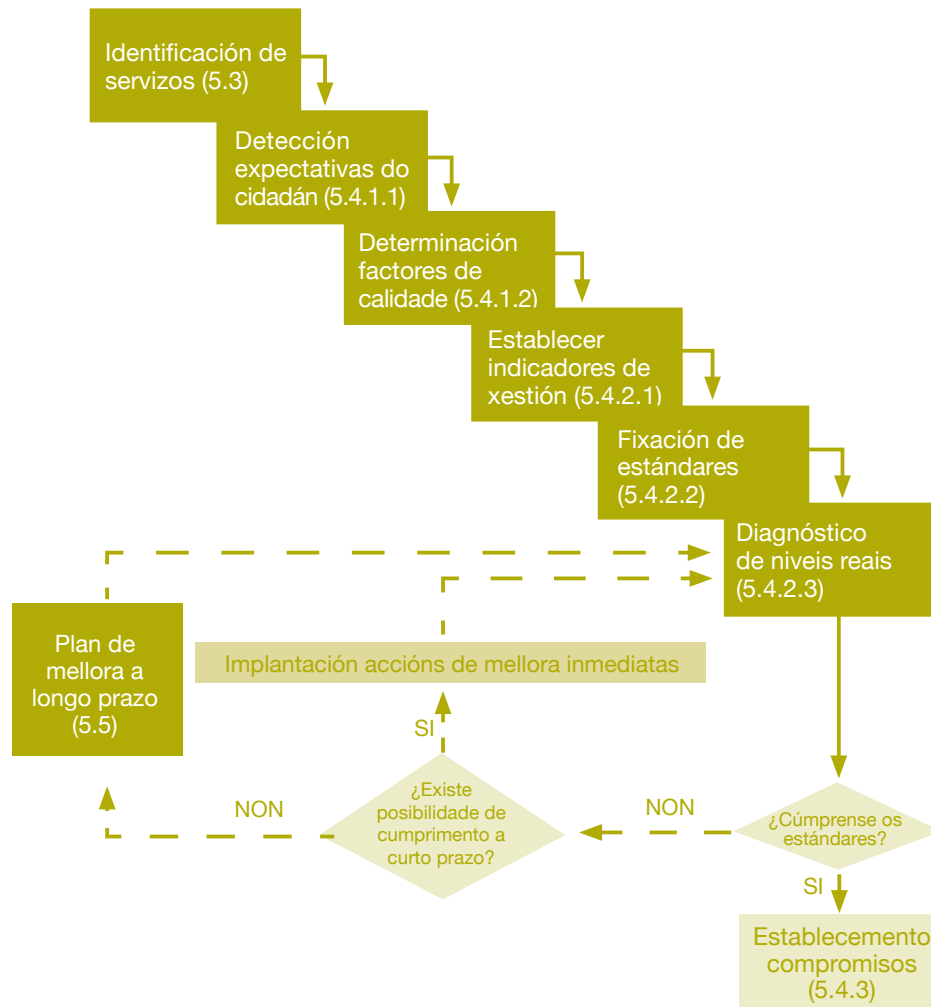 Identificación de
servizos (5.3)
Detección
expectativas do
cidadán (5.4.1.1)
Determinación
factores de
calidade (5.4.1.2)
Establecer
indicadores de
xestión (5.4.2.1)
Fixación de
estándares
(5.4.2.2)
Diagnóstico
de niveis reais
(5.4.2.3)
Plan de
mellora a
longo prazo
(5.5)
Implantación accións de mellora inmediatas
SI
¿Existe
posibilidade de
cumprimento a
curto prazo?
NON
NON
¿Cúmprense os
estándares?
SI
Establecemento
compromisos
(5.4.3)